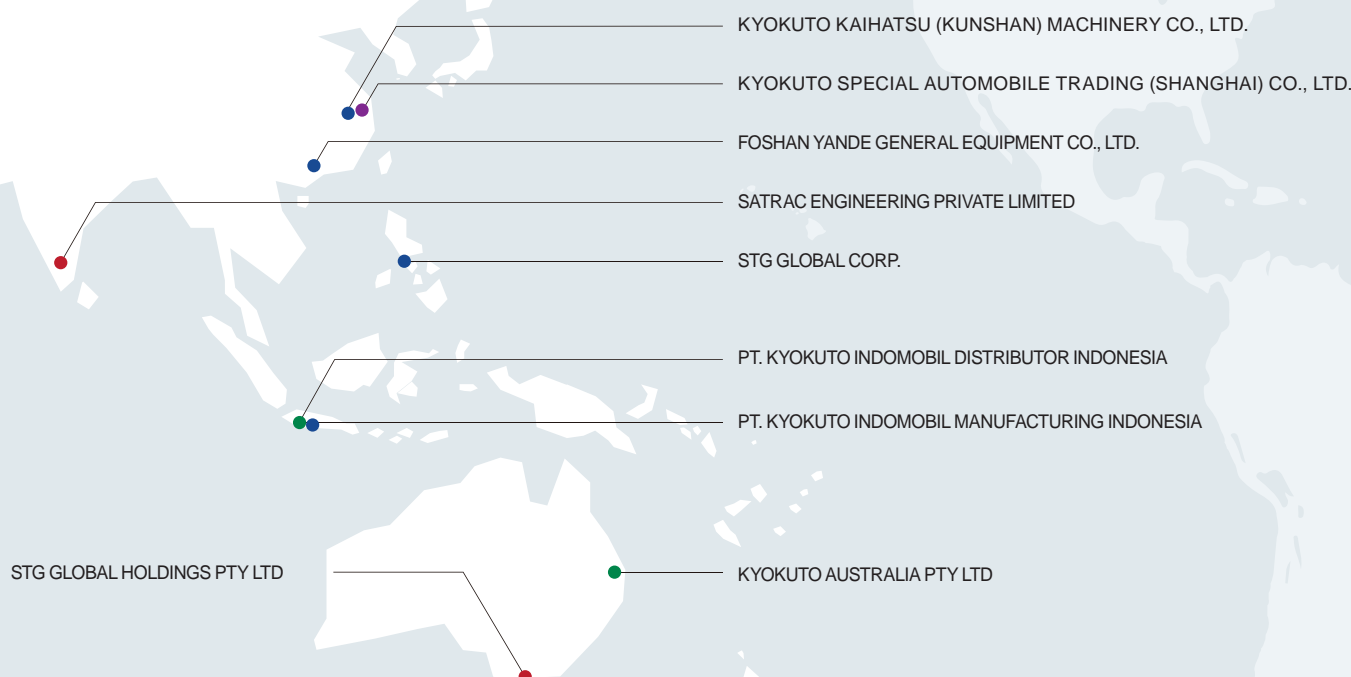 KYOKUTO KAIHATSU (KUNSHAN) MACHINERY CO., LTD.
KYOKUTO SPECIAL AUTOMOBILE TRADING (SHANGHAI) CO., LTD.
FOSHAN YANDE GENERAL EQUIPMENT CO., LTD.
SATRAC ENGINEERING PRIVATE LIMITED
STG GLOBAL CORP.
PT. KYOKUTO INDOMOBIL DISTRIBUTOR INDONESIA
PT. KYOKUTO INDOMOBIL MANUFACTURING INDONESIA
STG GLOBAL HOLDINGS PTY LTD
KYOKUTO AUSTRALIA PTY LTD